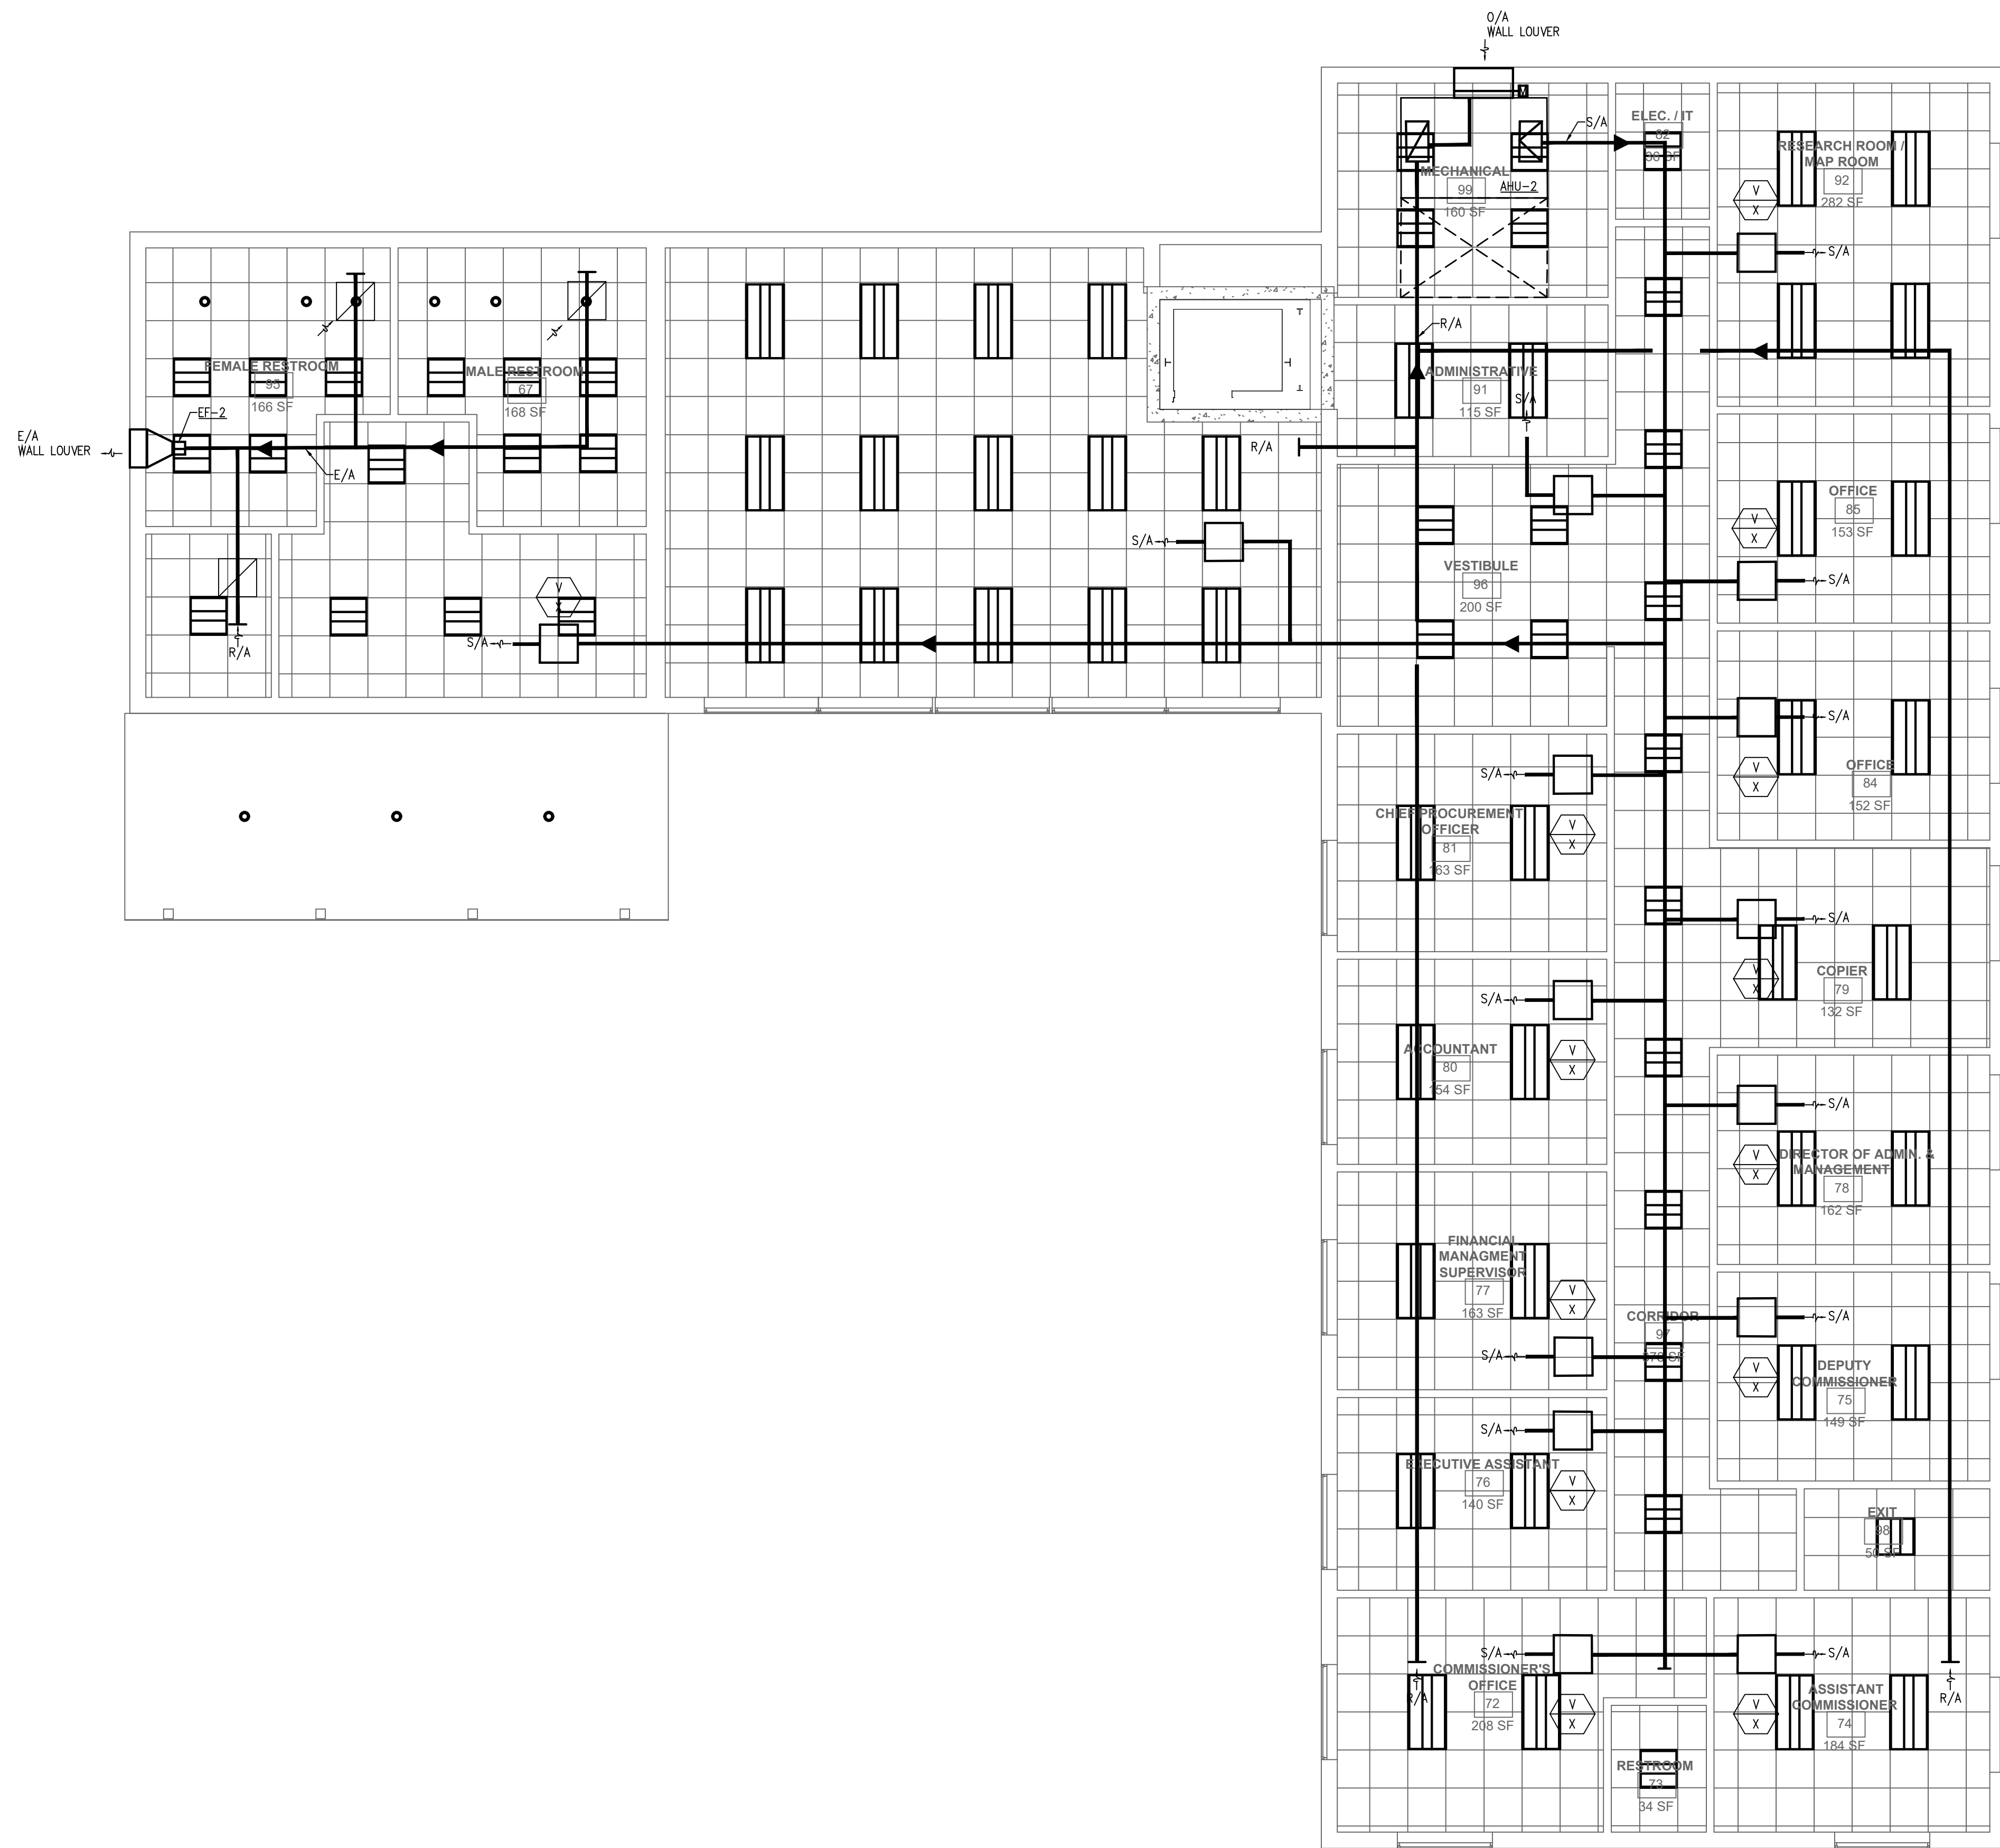 O/A
WALL LOUVER
S/A
ELEC. / IT
82
RESEARCH ROOM /
MAP ROOM
92
282 SF
V
X
S/A
MECHANICAL
99
160 SF
AHU-2
R/A
ADMINISTRATIVE
91
115 SF
S/A
R/A
FEMALE RESTROOM
95
166 SF
MALE RESTROOM
67
168 SF
EF-2
E/A
WALL LOUVER
E/A
R/A
V
X
S/A
S/A
VESTIBULE
96
200 SF
OFFICE
85
153 SF
V
X
S/A
S/A
OFFICE
84
152 SF
V
X
S/A
CHIEF PROCUREMENT
OFFICER
81
163 SF
V
X
S/A
COPIER
79
132 SF
V
X
S/A
ACCOUNTANT
80
154 SF
V
X
S/A
DIRECTOR OF ADMIN. &
MANAGEMENT
78
162 SF
V
X
FINANCIAL
MANAGMENT
SUPERVISOR
77
163 SF
V
X
S/A
CORRIDOR
97
S/A
DEPUTY
COMMISSIONER
75
149 SF
V
X
S/A
EXECUTIVE ASSISTANT
76
140 SF
V
X
EXIT
98
50 SF
S/A
COMMISSIONER'S
OFFICE
72
208 SF
R/A
V
X
S/A
ASSISTANT
COMMISSIONER
74
184 SF
V
X
R/A
RESTROOM
73
34 SF